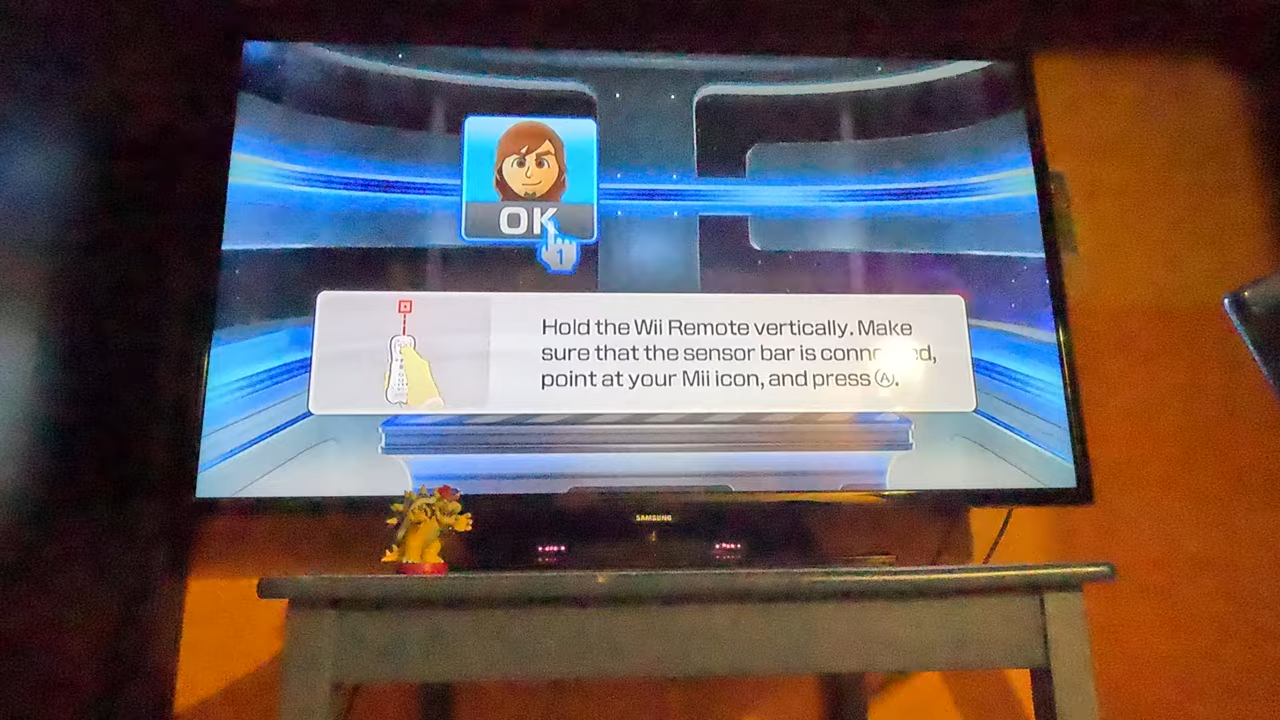 OK
1
Hold the Wii Remote vertically. Make
sure that the sensor bar is connected,
point at your Mii icon, and press Ⓐ.
SAMSUNG